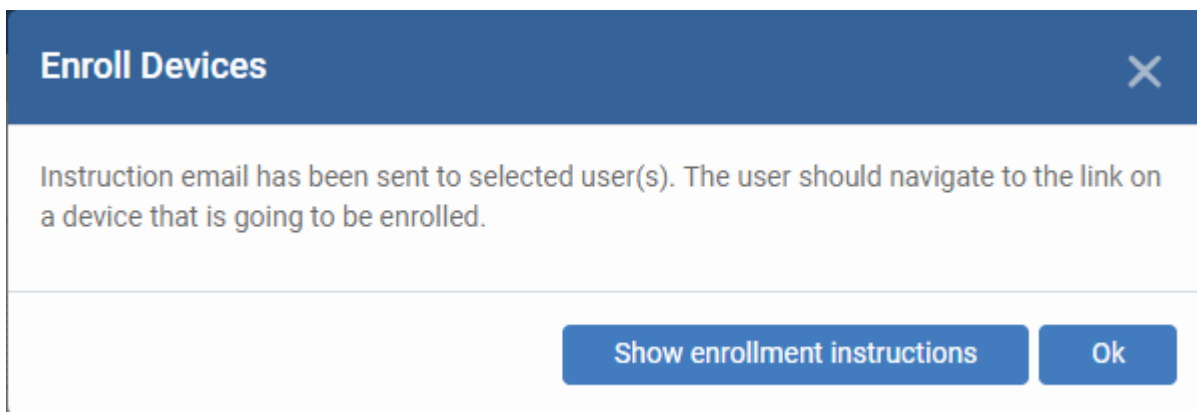 Enroll Devices
Instruction email has been sent to selected user(s). The user should navigate to the link on
a device that is going to be enrolled.
Show enrollment instructions Ok